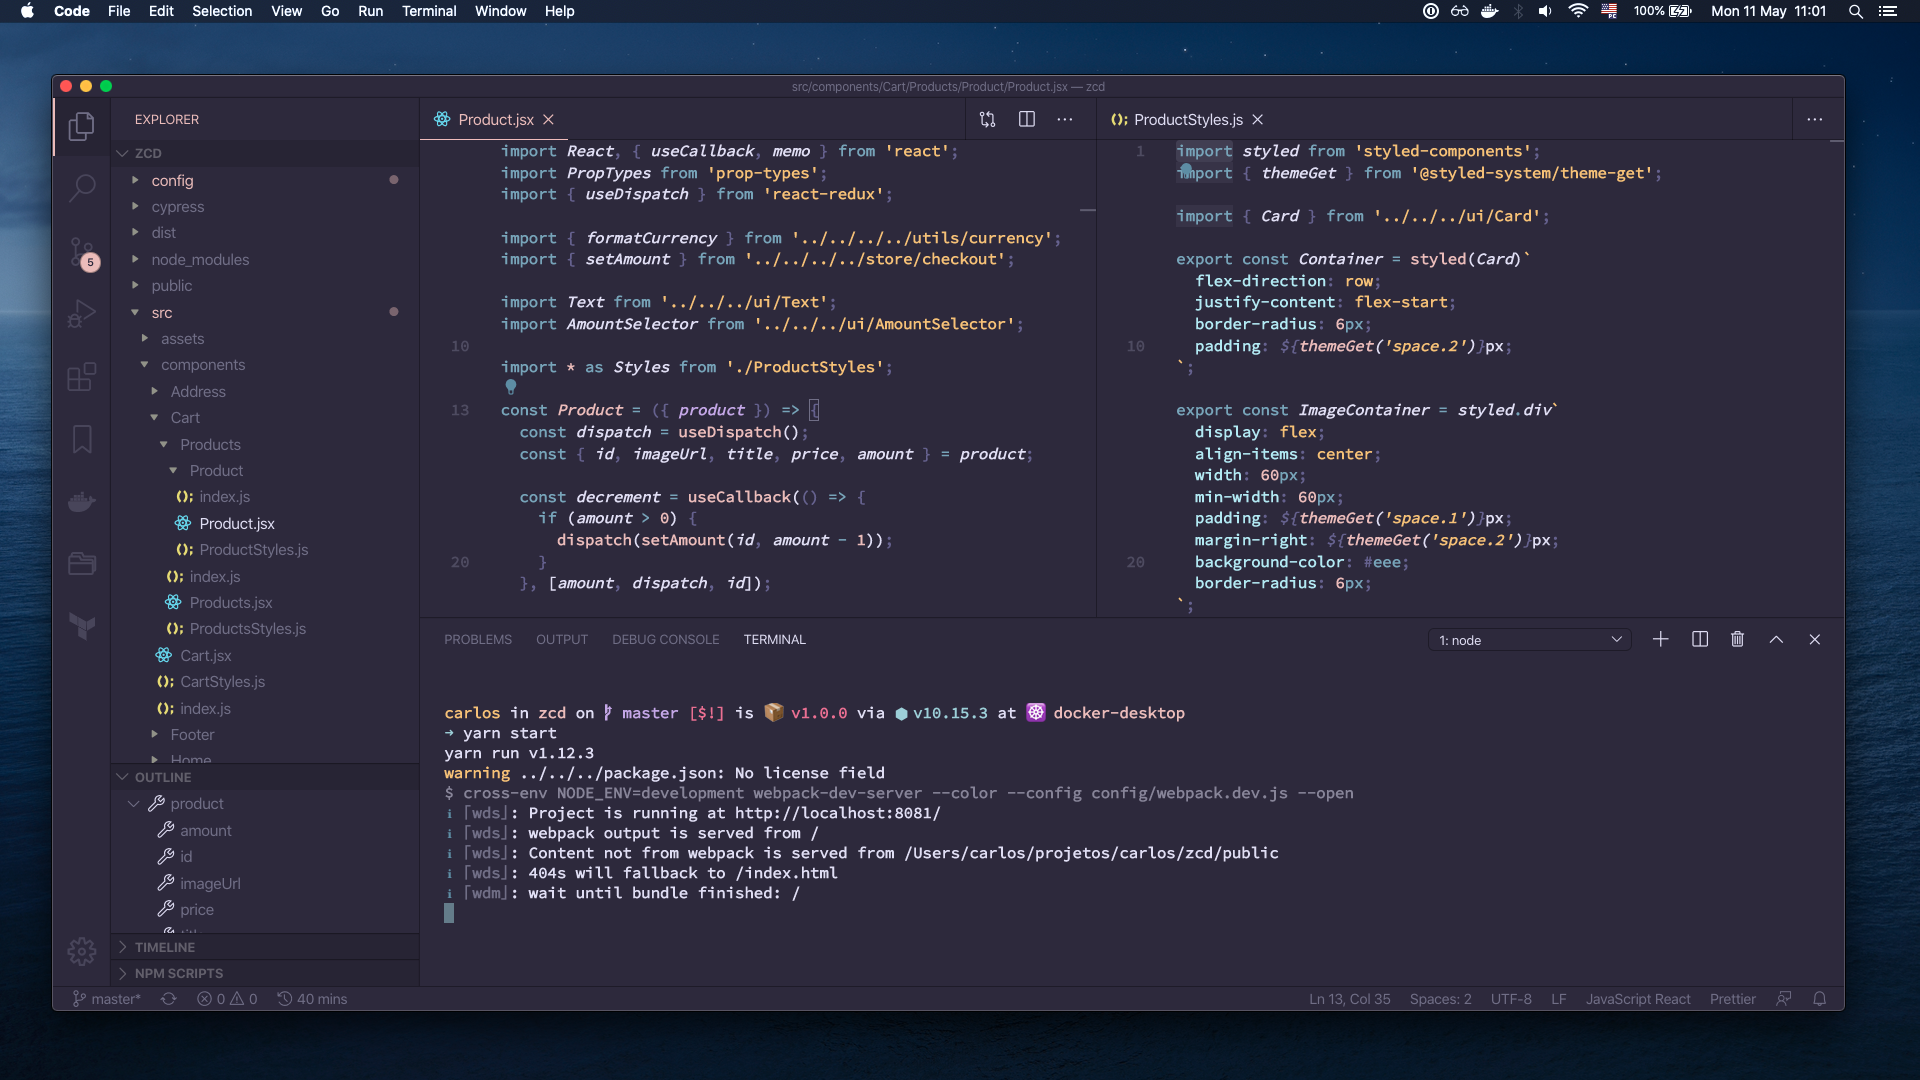 Code File Edit Selection View Go Run Terminal Window Help
100% Mon 11 May 11:01
src/components/Cart/Products/Product/Product.jsx — zcd
EXPLORER
ZCD
config
cypress
dist
node_modules
public
src
assets
components
Address
Cart
Products
Product
(); index.js
Product.jsx
(); ProductStyles.js
(); index.js
Products.jsx
(); ProductsStyles.js
Cart.jsx
(); CartStyles.js
(); index.js
Footer
Home
5
OUTLINE
product
amount
id
imageUrl
price
TIMELINE
NPM SCRIPTS
Product.jsx
import React, { useCallback, memo } from 'react';
import PropTypes from 'prop-types';
import { useDispatch } from 'react-redux';
import { formatCurrency } from '../../../../utils/currency';
import { setAmount } from '../../../../store/checkout';
import Text from '../../../ui/Text';
import AmountSelector from '../../../ui/AmountSelector';
10
import * as Styles from './ProductStyles';
13 const Product = ({ product }) => {
const dispatch = useDispatch();
const { id, imageUrl, title, price, amount } = product;
const decrement = useCallback(() => {
if (amount > 0) {
dispatch(setAmount(id, amount - 1));
20 }
}, [amount, dispatch, id]);
(); ProductStyles.js
1 import styled from 'styled-components';
import { themeGet } from '@styled-system/theme-get';
import { Card } from '../../../ui/Card';
export const Container = styled(Card)`
flex-direction: row;
justify-content: flex-start;
border-radius: 6px;
10 padding: ${themeGet('space.2')}px;
`;
export const ImageContainer = styled.div`
display: flex;
align-items: center;
width: 60px;
min-width: 60px;
padding: ${themeGet('space.1')}px;
margin-right: ${themeGet('space.2')}px;
20 background-color: #eee;
border-radius: 6px;
`;
PROBLEMS OUTPUT DEBUG CONSOLE TERMINAL
1: node
carlos in zcd on master [$!] is 📦 v1.0.0 via ⬢ v10.15.3 at ☸ docker-desktop
➜ yarn start
yarn run v1.12.3
warning ../../../package.json: No license field
$ cross-env NODE_ENV=development webpack-dev-server --color --config config/webpack.dev.js --open
ℹ ｢wds｣: Project is running at http://localhost:8081/
ℹ ｢wds｣: webpack output is served from /
ℹ ｢wds｣: Content not from webpack is served from /Users/carlos/projetos/carlos/zcd/public
ℹ ｢wds｣: 404s will fallback to /index.html
ℹ ｢wdm｣: wait until bundle finished: /
master* 0 0 40 mins
Ln 13, Col 35 Spaces: 2 UTF-8 LF JavaScript React Prettier